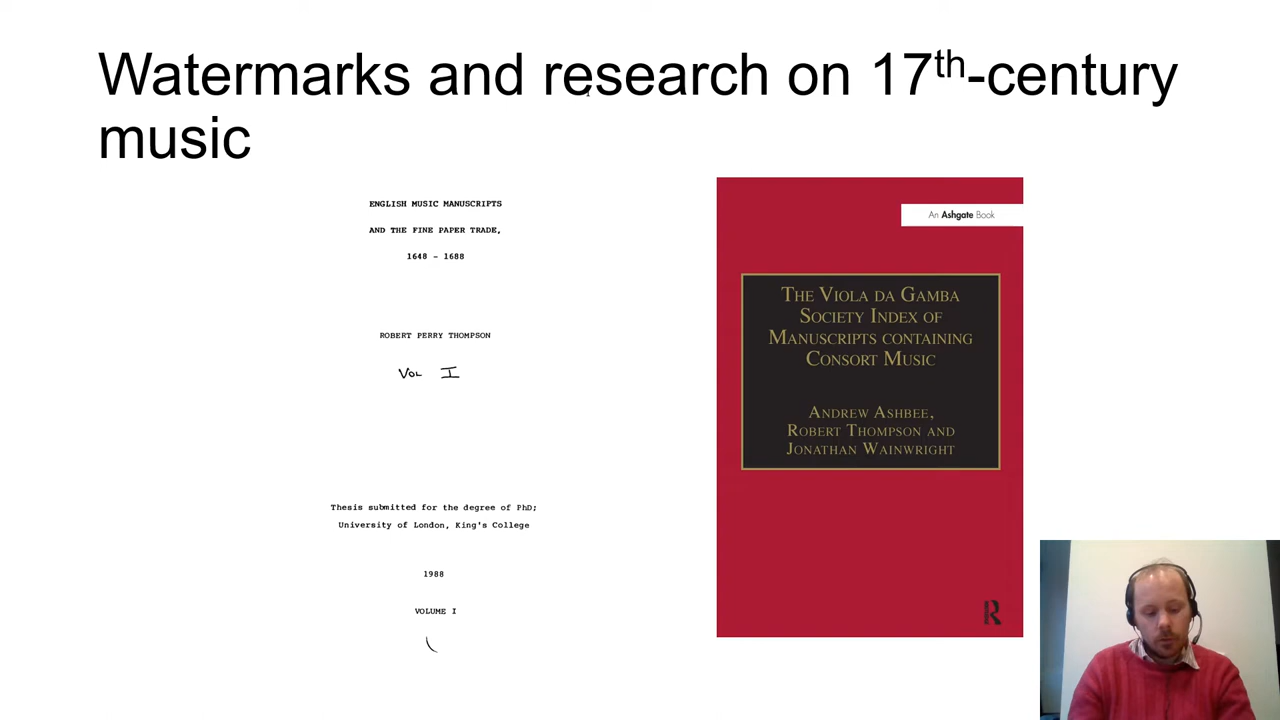 Watermarks and research on 17th-century
music
ENGLISH MUSIC MANUSCRIPTS
AND THE FINE PAPER TRADE,
1648 - 1688
ROBERT PERRY THOMPSON
VOL I
Thesis submitted for the degree of PhD;
University of London, King's College
1988
VOLUME I
An Ashgate Book
THE VIOLA DA GAMBA
SOCIETY INDEX OF
MANUSCRIPTS CONTAINING
CONSORT MUSIC
ANDREW ASHBEE,
ROBERT THOMPSON AND
JONATHAN WAINWRIGHT
R